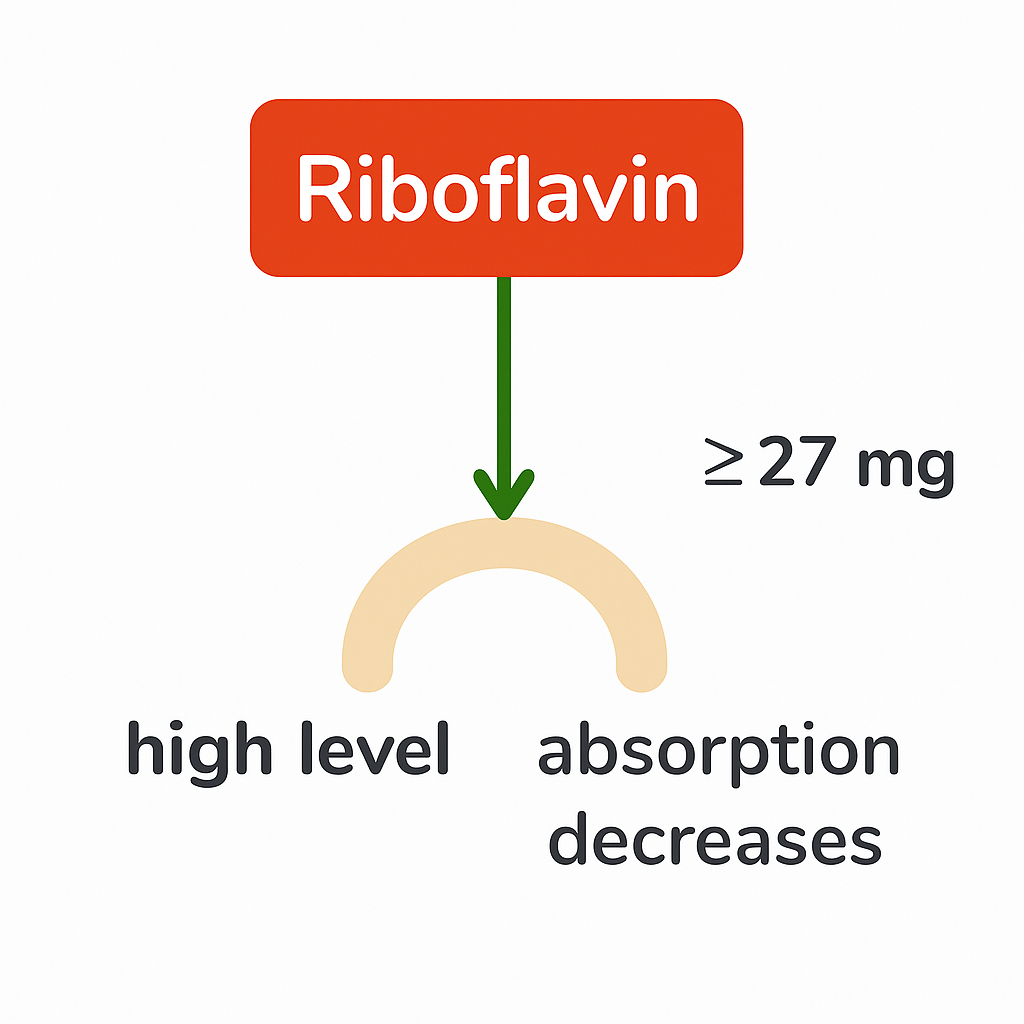 Riboflavin
≥ 27 mg
high level
absorption
decreases